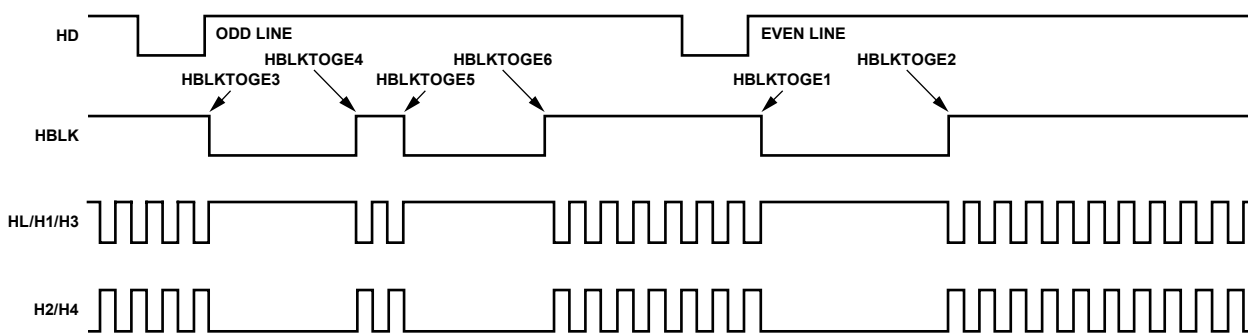 HD
ODD LINE
EVEN LINE
HBLKTOGE3
HBLKTOGE4
HBLKTOGE5
HBLKTOGE6
HBLKTOGE1
HBLKTOGE2
HBLK
HL/H1/H3
H2/H4